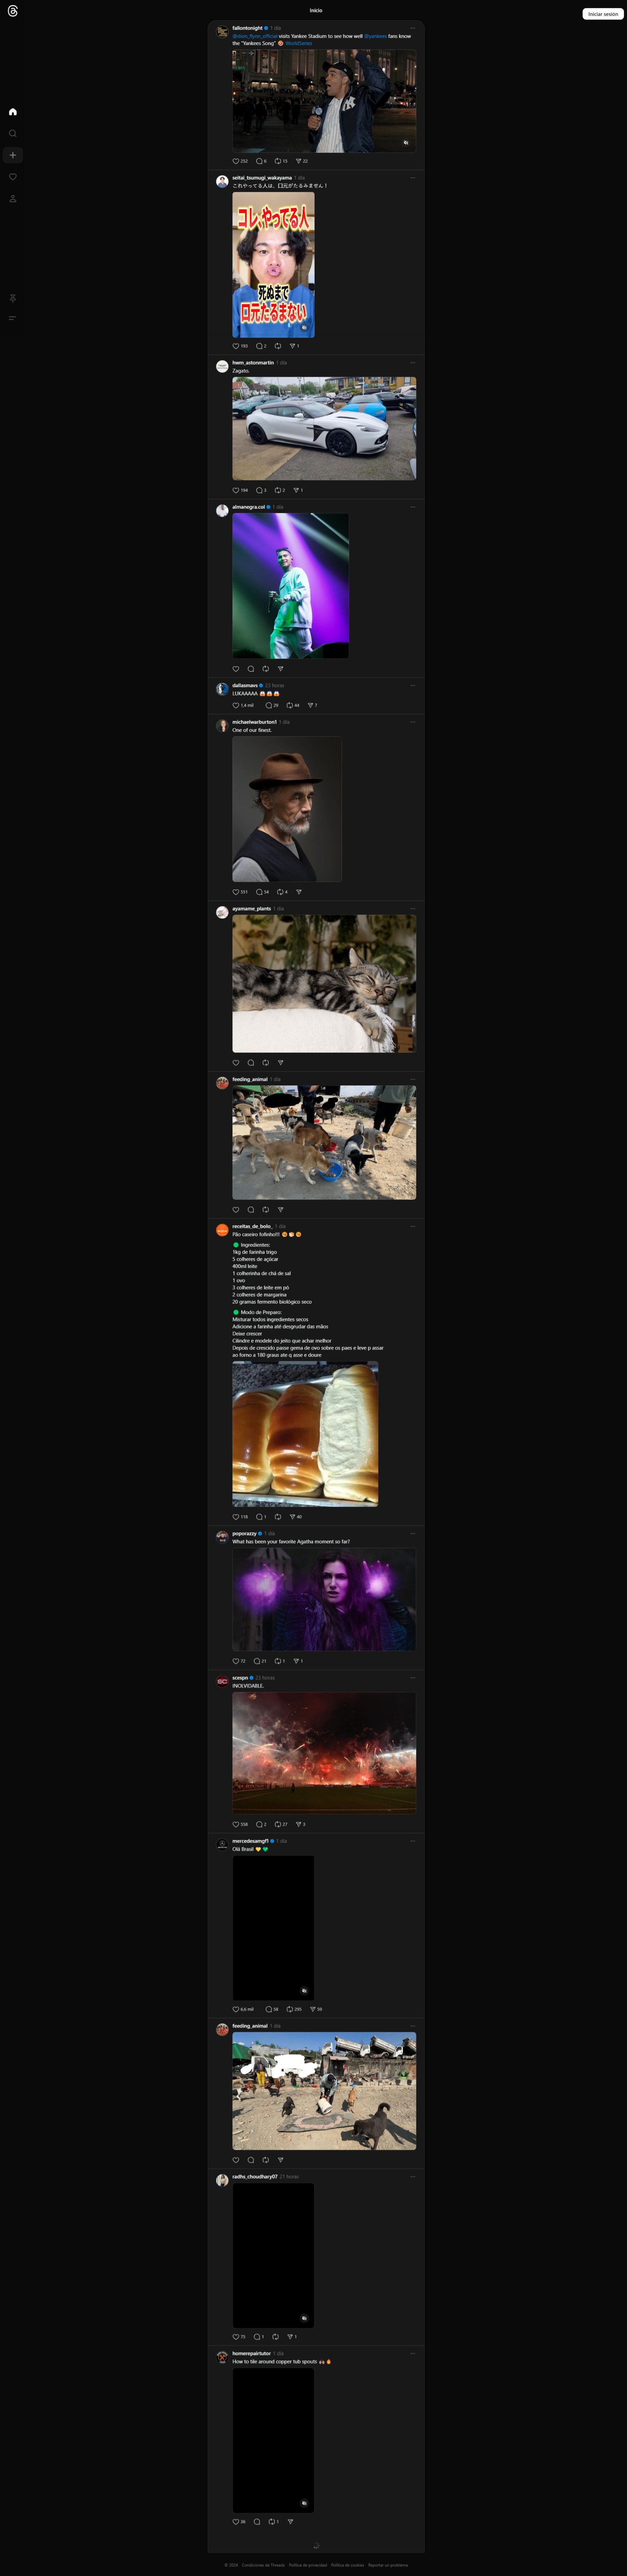 Inicio
Iniciar sesión
fallontonight 1 día
@dash_flynn_official visits Yankee Stadium to see how well @yankees fans know
the "Yankees Song" WorldSeries
252 6 15 22
seitai_tsumugi_wakayama 1 día
これやってる人は、口元がたるみません！
コレ、やってる人
死ぬまで
口元たるまない
193 2 1
hwm_astonmartin 1 día
Zagato.
194 3 2 1
almanegra.col 1 día
dallasmavs 23 horas
LUKAAAAA
1,4 mil 29 44 7
michaelwarburton1 1 día
One of our finest.
551 54 4
ayamame_plants 1 día
feeding_animal 1 día
receitas_de_bolo_ 1 día
Pão caseiro fofinho!!!
Ingredientes:
1kg de farinha trigo
5 colheres de açúcar
400ml leite
1 colherinha de chá de sal
1 ovo
3 colheres de leite em pó
2 colheres de margarina
20 gramas fermento biológico seco
Modo de Preparo:
Misturar todos ingredientes secos
Adicione a farinha até desgrudar das mãos
Deixe crescer
Cilindre e modele do jeito que achar melhor
Depois de crescido passe gema de ovo sobre os paes e leve p assar
ao forno a 180 graus ate q asse e doure
118 1 40
poporazzy 1 día
What has been your favorite Agatha moment so far?
72 21 1 1
scespn 23 horas
INOLVIDABLE.
558 2 27 3
mercedesamgf1 1 día
Olá Brasil
6,6 mil 58 295 59
feeding_animal 1 día
radhs_choudhary07 21 horas
75 5 1
homerepairtutor 1 día
How to tile around copper tub spouts
36 1
© 2024 Condiciones de Threads Política de privacidad Política de cookies Reportar un problema